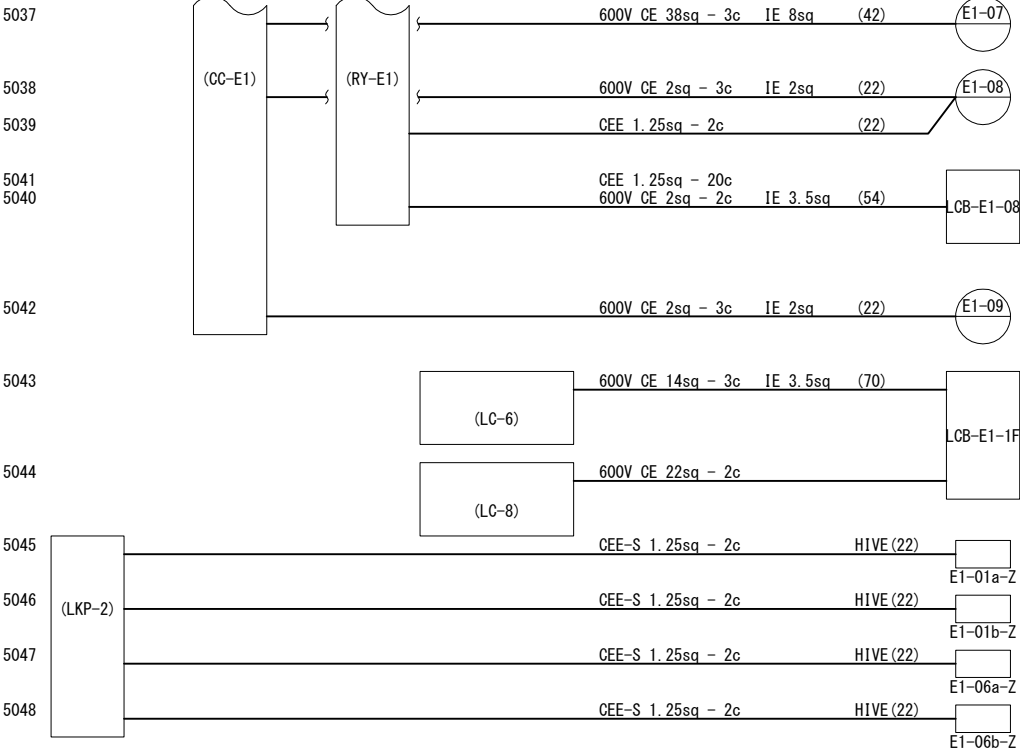 5037 600V CE 38sq - 3c IE 8sq (42) E1-07
(CC-E1) (RY-E1)
5038 600V CE 2sq - 3c IE 2sq (22) E1-08
5039 CEE 1.25sq - 2c (22)
5041 CEE 1.25sq - 20c
5040 600V CE 2sq - 2c IE 3.5sq (54) LCB-E1-08
5042 600V CE 2sq - 3c IE 2sq (22) E1-09
5043 600V CE 14sq - 3c IE 3.5sq (70)
(LC-6)
LCB-E1-1F
5044 600V CE 22sq - 2c
(LC-8)
5045 CEE-S 1.25sq - 2c HIVE(22)
E1-01a-Z
5046 (LKP-2) CEE-S 1.25sq - 2c HIVE(22)
E1-01b-Z
5047 CEE-S 1.25sq - 2c HIVE(22)
E1-06a-Z
5048 CEE-S 1.25sq - 2c HIVE(22)
E1-06b-Z